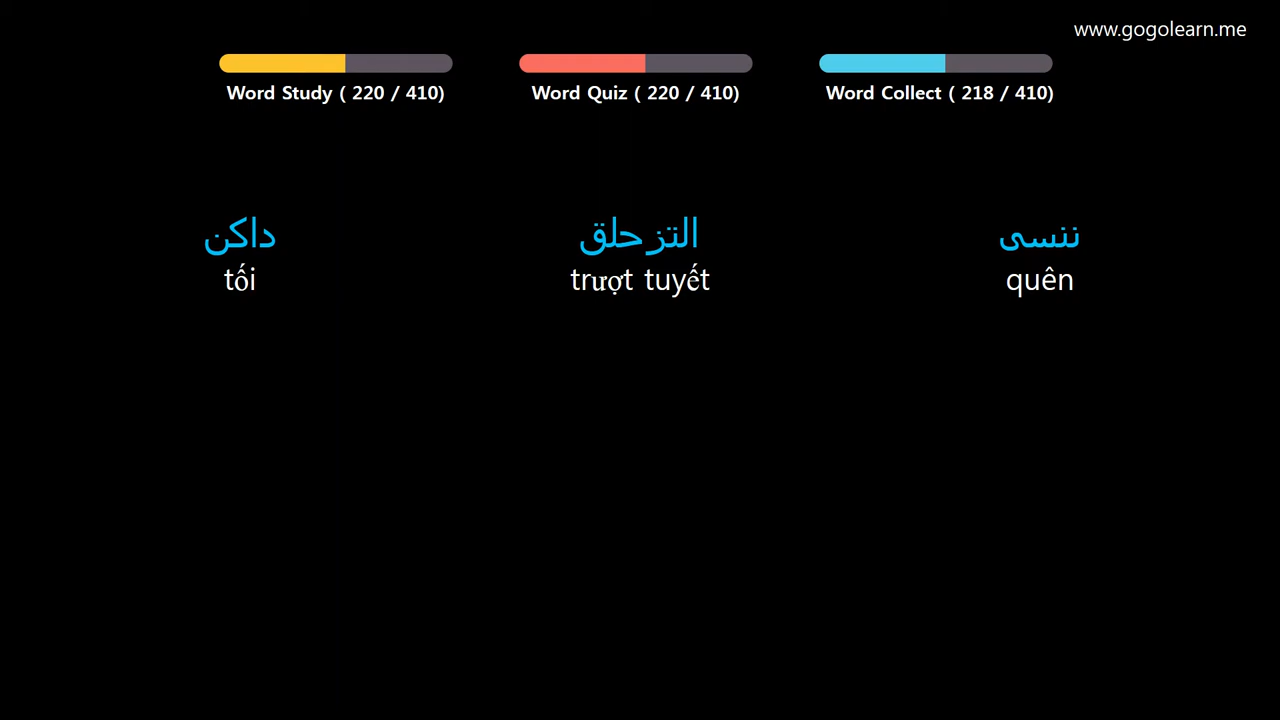 www.gogolearn.me
Word Study ( 220 / 410)
Word Quiz ( 220 / 410)
Word Collect ( 218 / 410)
داكن
tối
التزحلق
trượt tuyết
ننسى
quên